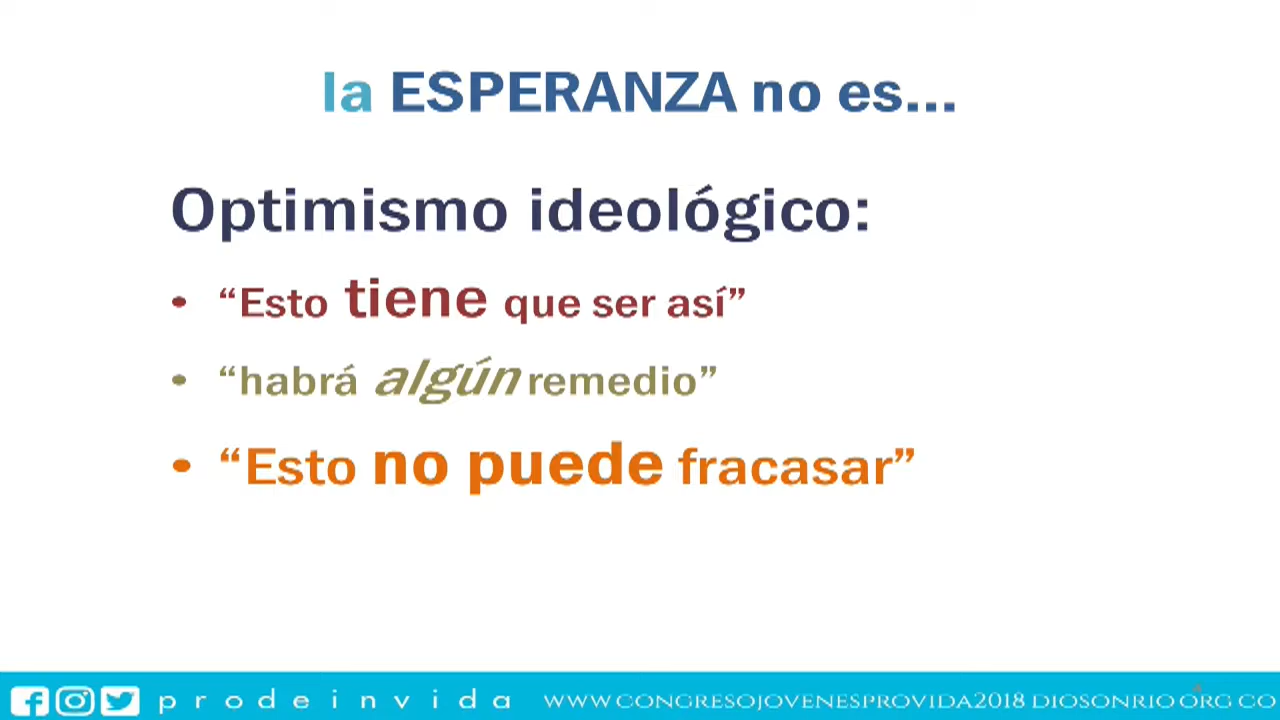 la ESPERANZA no es...
Optimismo ideológico:
• “Esto tiene que ser así”
• “habrá algún remedio”
• “Esto no puede fracasar”
prodeinvida WWW.CONGRESOJOVENESPROVIDA2018 DIOSONRIO ORG CO